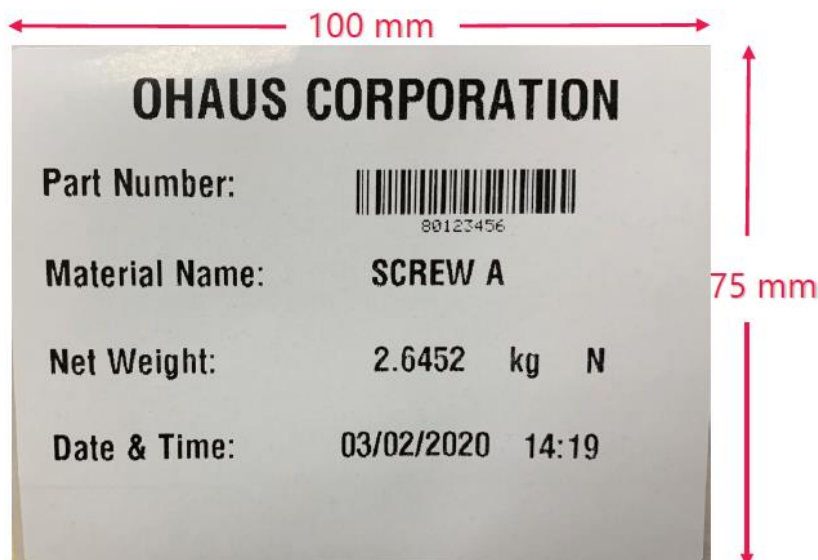 100 mm
OHAUS CORPORATION
Part Number:
80123456
Material Name: SCREW A
75 mm
Net Weight: 2.6452 kg N
Date & Time: 03/02/2020 14:19